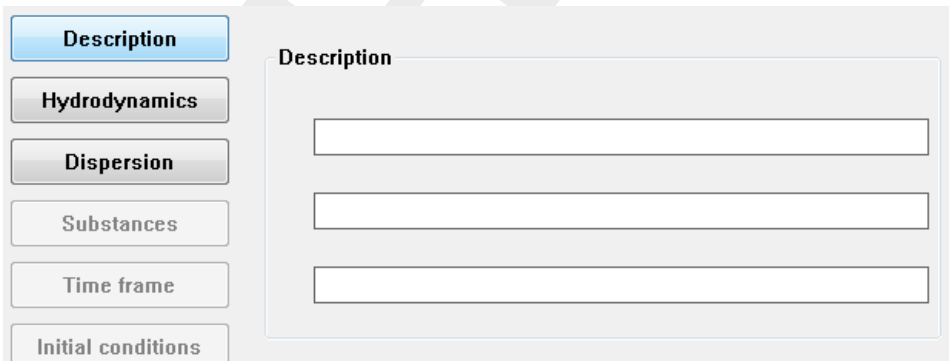 Description
Hydrodynamics
Dispersion
Substances
Time frame
Initial conditions
Description